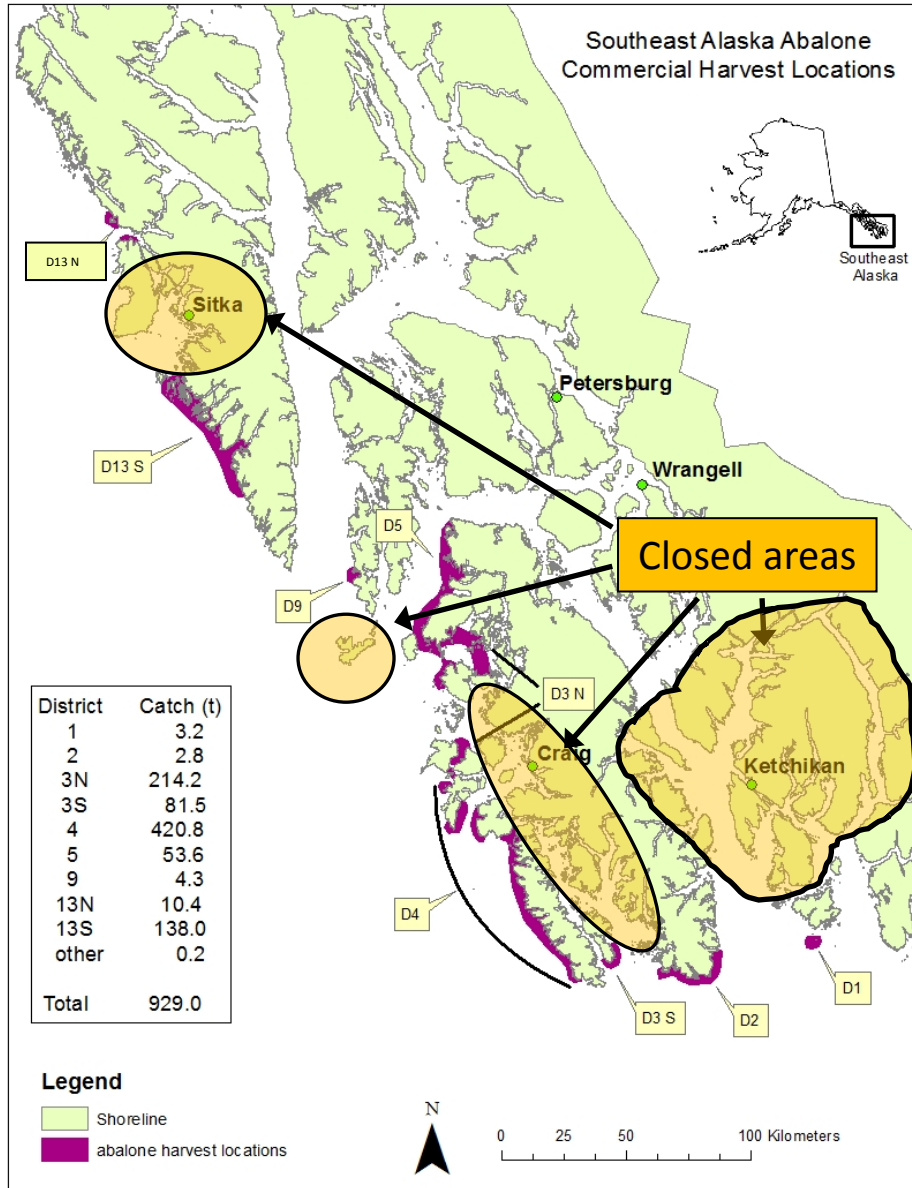 Southeast Alaska Abalone
Commercial Harvest Locations
Southeast
Alaska
D13 N
Sitka
Petersburg
D13 S
Wrangell
D5
Closed areas
D9
D3 N
Craig
Ketchikan
District Catch (t)
1 3.2
2 2.8
3N 214.2
3S 81.5
4 420.8
5 53.6
9 4.3
13N 10.4
13S 138.0
other 0.2
Total 929.0
D4
D1
D3 S
D2
Legend
Shoreline
abalone harvest locations
N
0 25 50 100 Kilometers